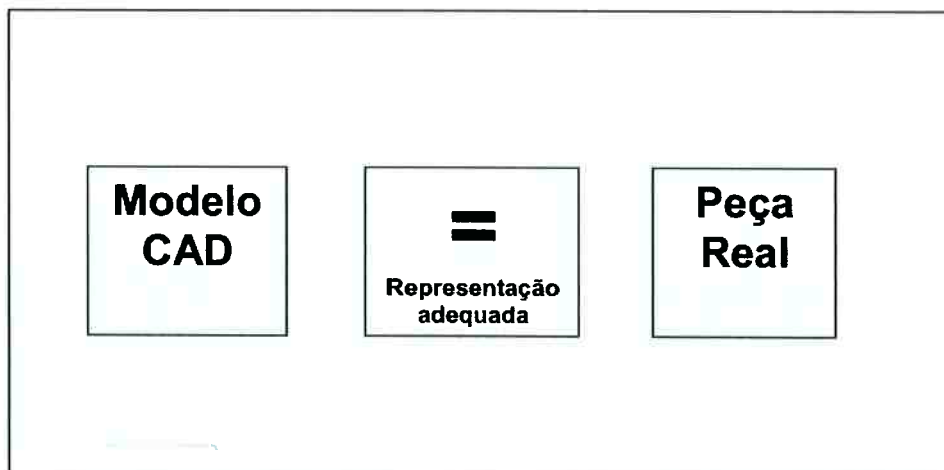 Modelo
CAD
=
Representação
adequada
Peça
Real